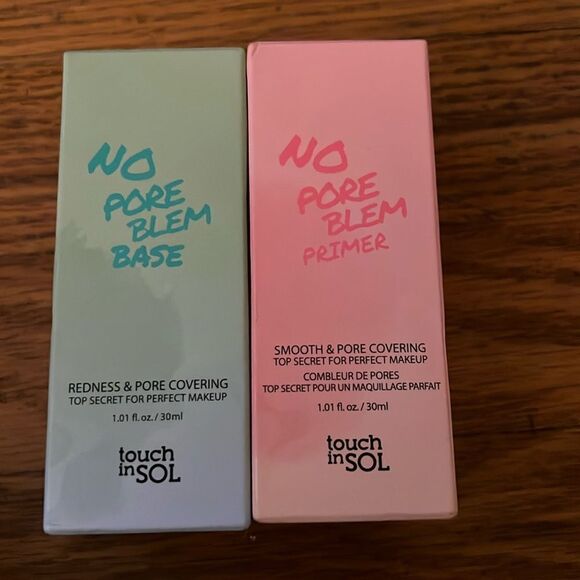 NO
PORE
BLEM
BASE
REDNESS & PORE COVERING
TOP SECRET FOR PERFECT MAKEUP
1.01 fl. oz. / 30ml
touch
in SOL
NO
PORE
BLEM
PRIMER
SMOOTH & PORE COVERING
TOP SECRET FOR PERFECT MAKEUP
COMBLEUR DE PORES
TOP SECRET POUR UN MAQUILLAGE PARFAIT
1.01 fl. oz. / 30ml
touch
in SOL